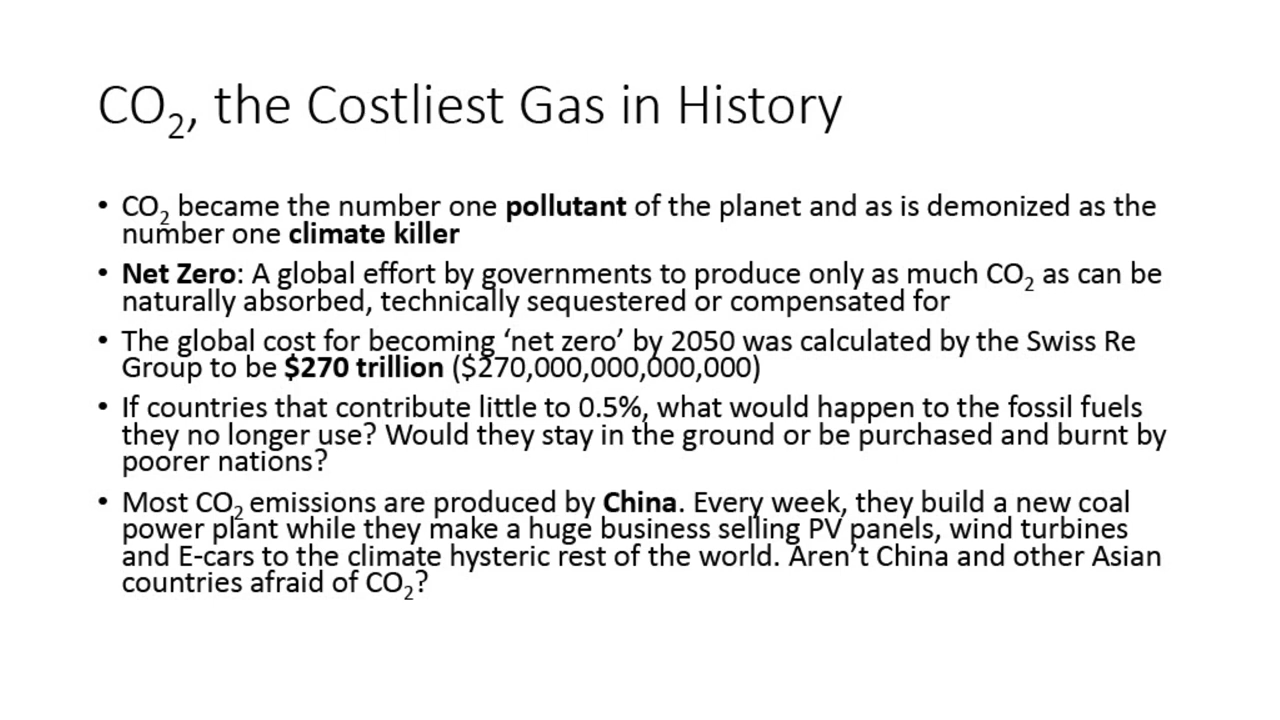 CO₂, the Costliest Gas in History
• CO₂ became the number one pollutant of the planet and as is demonized as the
number one climate killer
• Net Zero: A global effort by governments to produce only as much CO₂ as can be
naturally absorbed, technically sequestered or compensated for
• The global cost for becoming ‘net zero’ by 2050 was calculated by the Swiss Re
Group to be $270 trillion ($270,000,000,000,000)
• If countries that contribute little to 0.5%, what would happen to the fossil fuels
they no longer use? Would they stay in the ground or be purchased and burnt by
poorer nations?
• Most CO₂ emissions are produced by China. Every week, they build a new coal
power plant while they make a huge business selling PV panels, wind turbines
and E-cars to the climate hysteric rest of the world. Aren’t China and other Asian
countries afraid of CO₂?